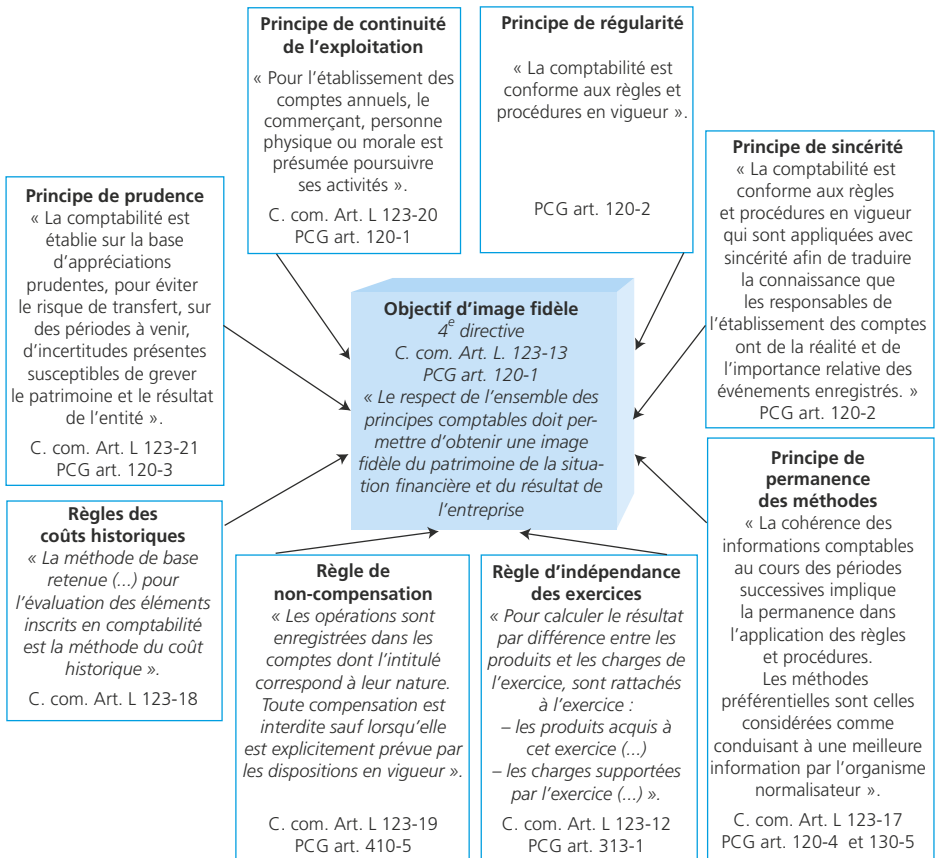 Principe de continuité
de l'exploitation
« Pour l'établissement des
comptes annuels, le
commerçant, personne
physique ou morale est
présumée poursuivre
ses activités ».
C. com. Art. L 123-20
PCG art. 120-1
Principe de régularité
« La comptabilité est
conforme aux règles et
procédures en vigueur ».
PCG art. 120-2
Principe de sincérité
« La comptabilité est
conforme aux règles
et procédures en vigueur
qui sont appliquées avec
sincérité afin de traduire
la connaissance que
les responsables de
l'établissement des comptes
ont de la réalité et de
l'importance relative des
événements enregistrés. »
PCG art. 120-2
Principe de prudence
« La comptabilité est
établie sur la base
d'appréciations
prudentes, pour éviter
le risque de transfert, sur
des périodes à venir,
d'incertitudes présentes
susceptibles de grever
le patrimoine et le résultat
de l'entité ».
C. com. Art. L 123-21
PCG art. 120-3
Objectif d'image fidèle
4e directive
C. com. Art. L. 123-13
PCG art. 120-1
« Le respect de l'ensemble des
principes comptables doit per-
mettre d'obtenir une image
fidèle du patrimoine de la situa-
tion financière et du résultat de
l'entreprise
Principe de
permanence
des méthodes
« La cohérence des
informations comptables
au cours des périodes
successives implique
la permanence dans
l'application des règles
et procédures.
Les méthodes
préférentielles sont celles
considérées comme
conduisant à une meilleure
information par l'organisme
normalisateur ».
C. com. Art. L 123-17
PCG art. 120-4 et 130-5
Règles des
coûts historiques
« La méthode de base
retenue (...) pour
l'évaluation des éléments
inscrits en comptabilité
est la méthode du coût
historique ».
C. com. Art. L 123-18
Règle de
non-compensation
« Les opérations sont
enregistrées dans les
comptes dont l'intitulé
correspond à leur nature.
Toute compensation est
interdite sauf lorsqu'elle
est explicitement prévue par
les dispositions en vigueur ».
C. com. Art. L 123-19
PCG art. 410-5
Règle d'indépendance
des exercices
« Pour calculer le résultat
par différence entre les
produits et les charges de
l'exercice, sont rattachés
à l'exercice :
– les produits acquis à
cet exercice (...)
– les charges supportées
par l'exercice (...) ».
C. com. Art. L 123-12
PCG art. 313-1